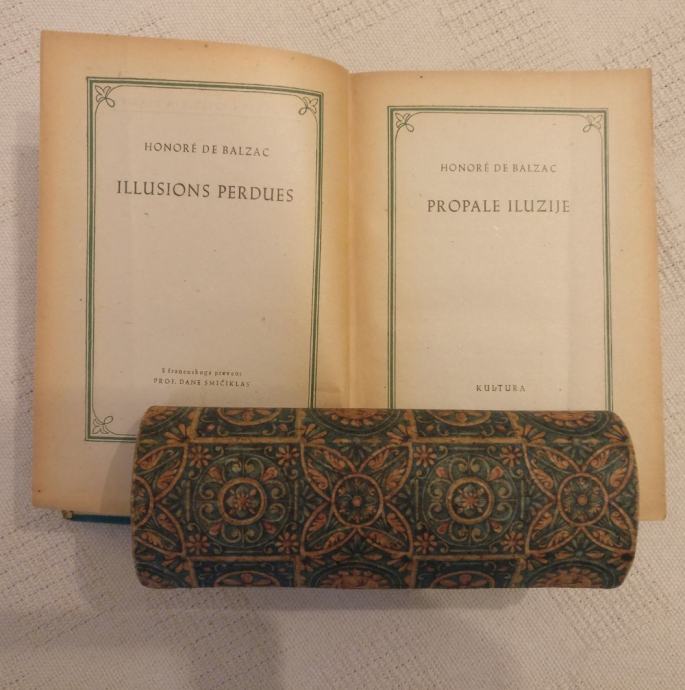 HONORÉ DE BALZAC
ILLUSIONS PERDUES
S francuskoga preveo:
PROF. DANE SMIČIKLAS
HONORÉ DE BALZAC
PROPALE ILUZIJE
KULTURA